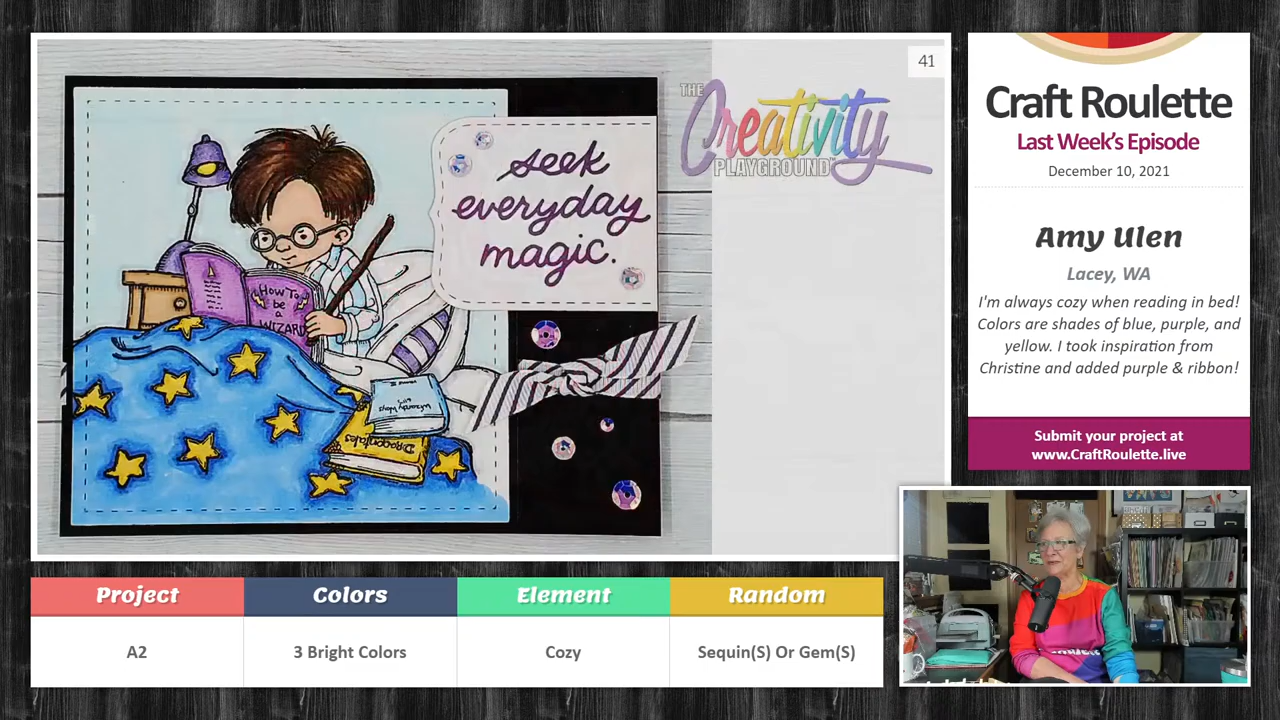 41
THE
Creativity
PLAYGROUND
seek
everyday
magic.
How To
be
a
WIZARD
Dragontales
Craft Roulette
Last Week's Episode
December 10, 2021
Amy Ulen
Lacey, WA
I'm always cozy when reading in bed!
Colors are shades of blue, purple, and
yellow. I took inspiration from
Christine and added purple & ribbon!
Submit your project at
www.CraftRoulette.live
Project
Colors
Element
Random
A2
3 Bright Colors
Cozy
Sequin(S) Or Gem(S)